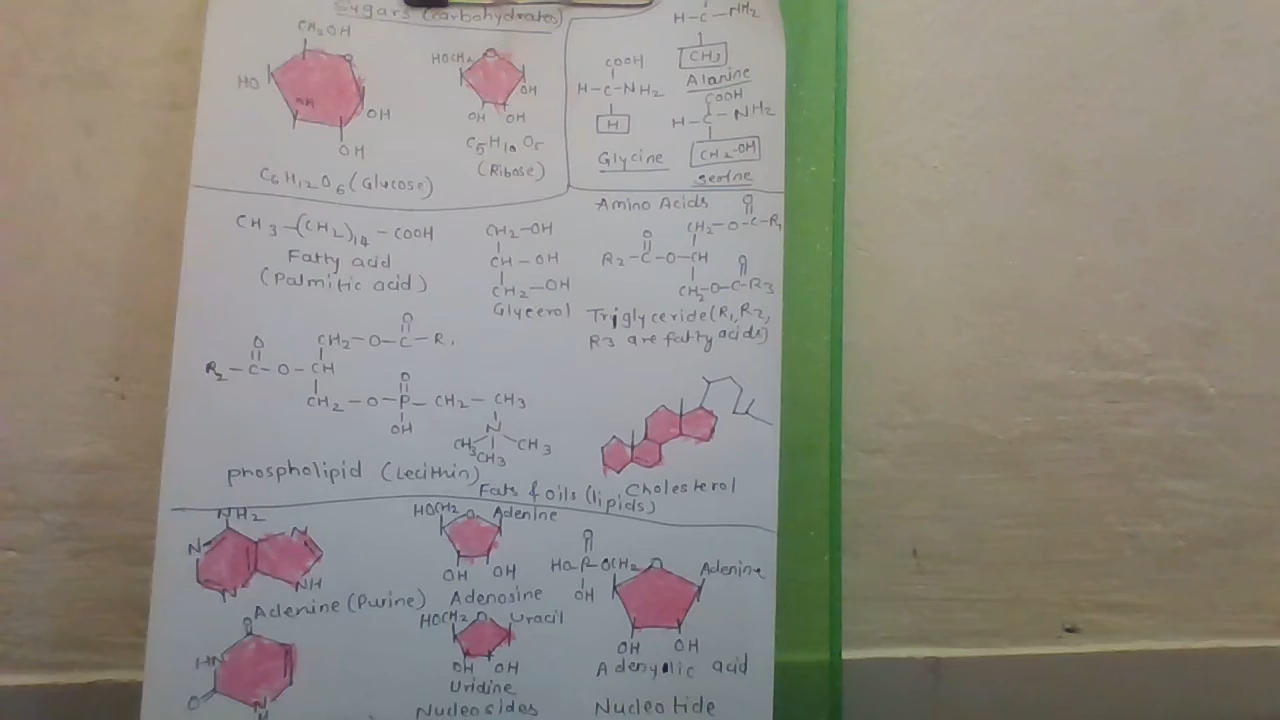 Sugars (carbohydrates)
CH2OH
O
HO
OH
OH
C6H12O6 (Glucose)
HOCH2 O
OH
OH OH
C5H10O5
(Ribose)
COOH
H-C-NH2
H
Glycine
H-C-NH2
CH3
Alanine
COOH
H-C-NH2
CH2-OH
serine
Amino Acids
CH3-(CH2)14-COOH
Fatty acid
(Palmitic acid)
CH2-OH
CH-OH
CH2-OH
Glycerol
O
CH2-O-C-R1
O
R2-C-O-CH
O
CH2-O-C-R3
Triglyceride (R1, R2,
R3 are fatty acids)
O
CH2-O-C-R1
O
R2-C-O-CH
O
CH2-O-P-CH2-CH3
OH
N
CH3 CH3
CH3
phospholipid (Lecithin)
Cholesterol
Fats & oils (lipids)
NH2
N N
N NH
Adenine (Purine)
HOCH2 O Adenine
OH OH
Adenosine
O
HN
O N
H
HOCH2 O Uracil
OH OH
Uridine
Nucleosides
O
HO-P-OCH2 O Adenine
OH
OH OH
Adenylic acid
Nucleotide